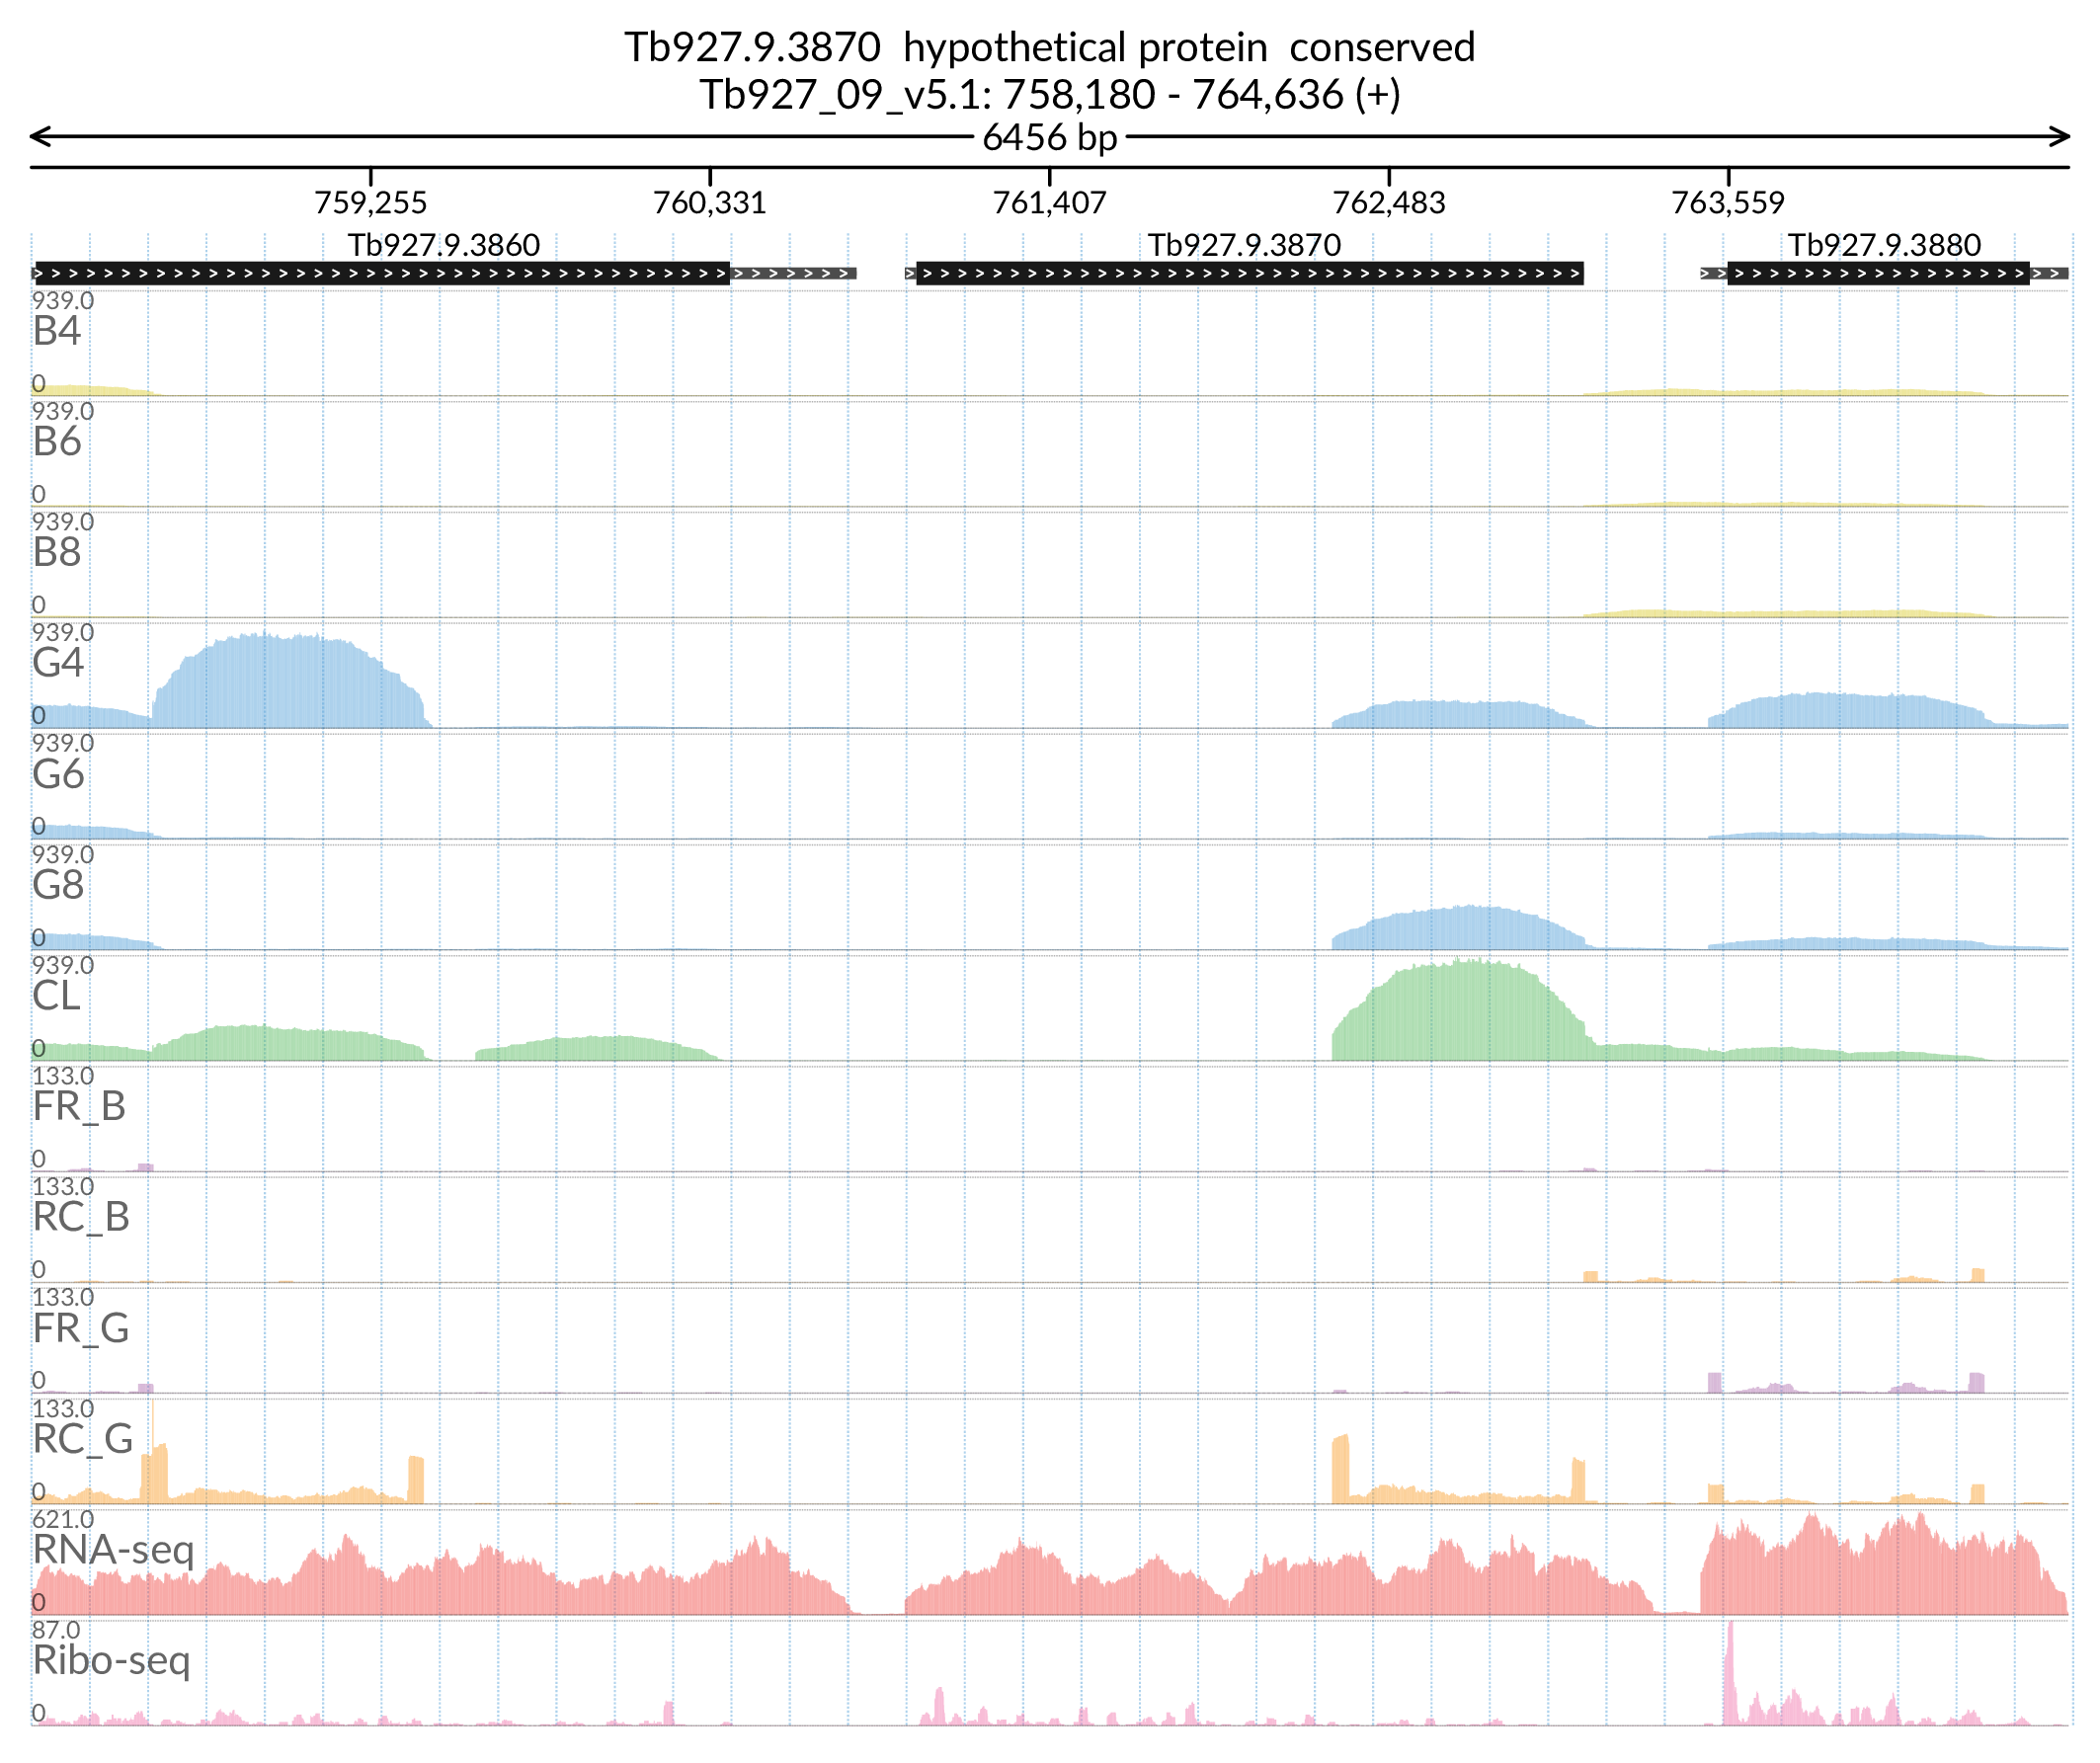 Tb927.9.3870 hypothetical protein conserved
Tb927_09_v5.1: 758,180 - 764,636 (+)
6456 bp
759,255 760,331 761,407 762,483 763,559
Tb927.9.3860 Tb927.9.3870 Tb927.9.3880
939.0
B4
0
939.0
B6
0
939.0
B8
0
939.0
G4
0
939.0
G6
0
939.0
G8
0
939.0
CL
0
133.0
FR_B
0
133.0
RC_B
0
133.0
FR_G
0
133.0
RC_G
0
621.0
RNA-seq
0
87.0
Ribo-seq
0